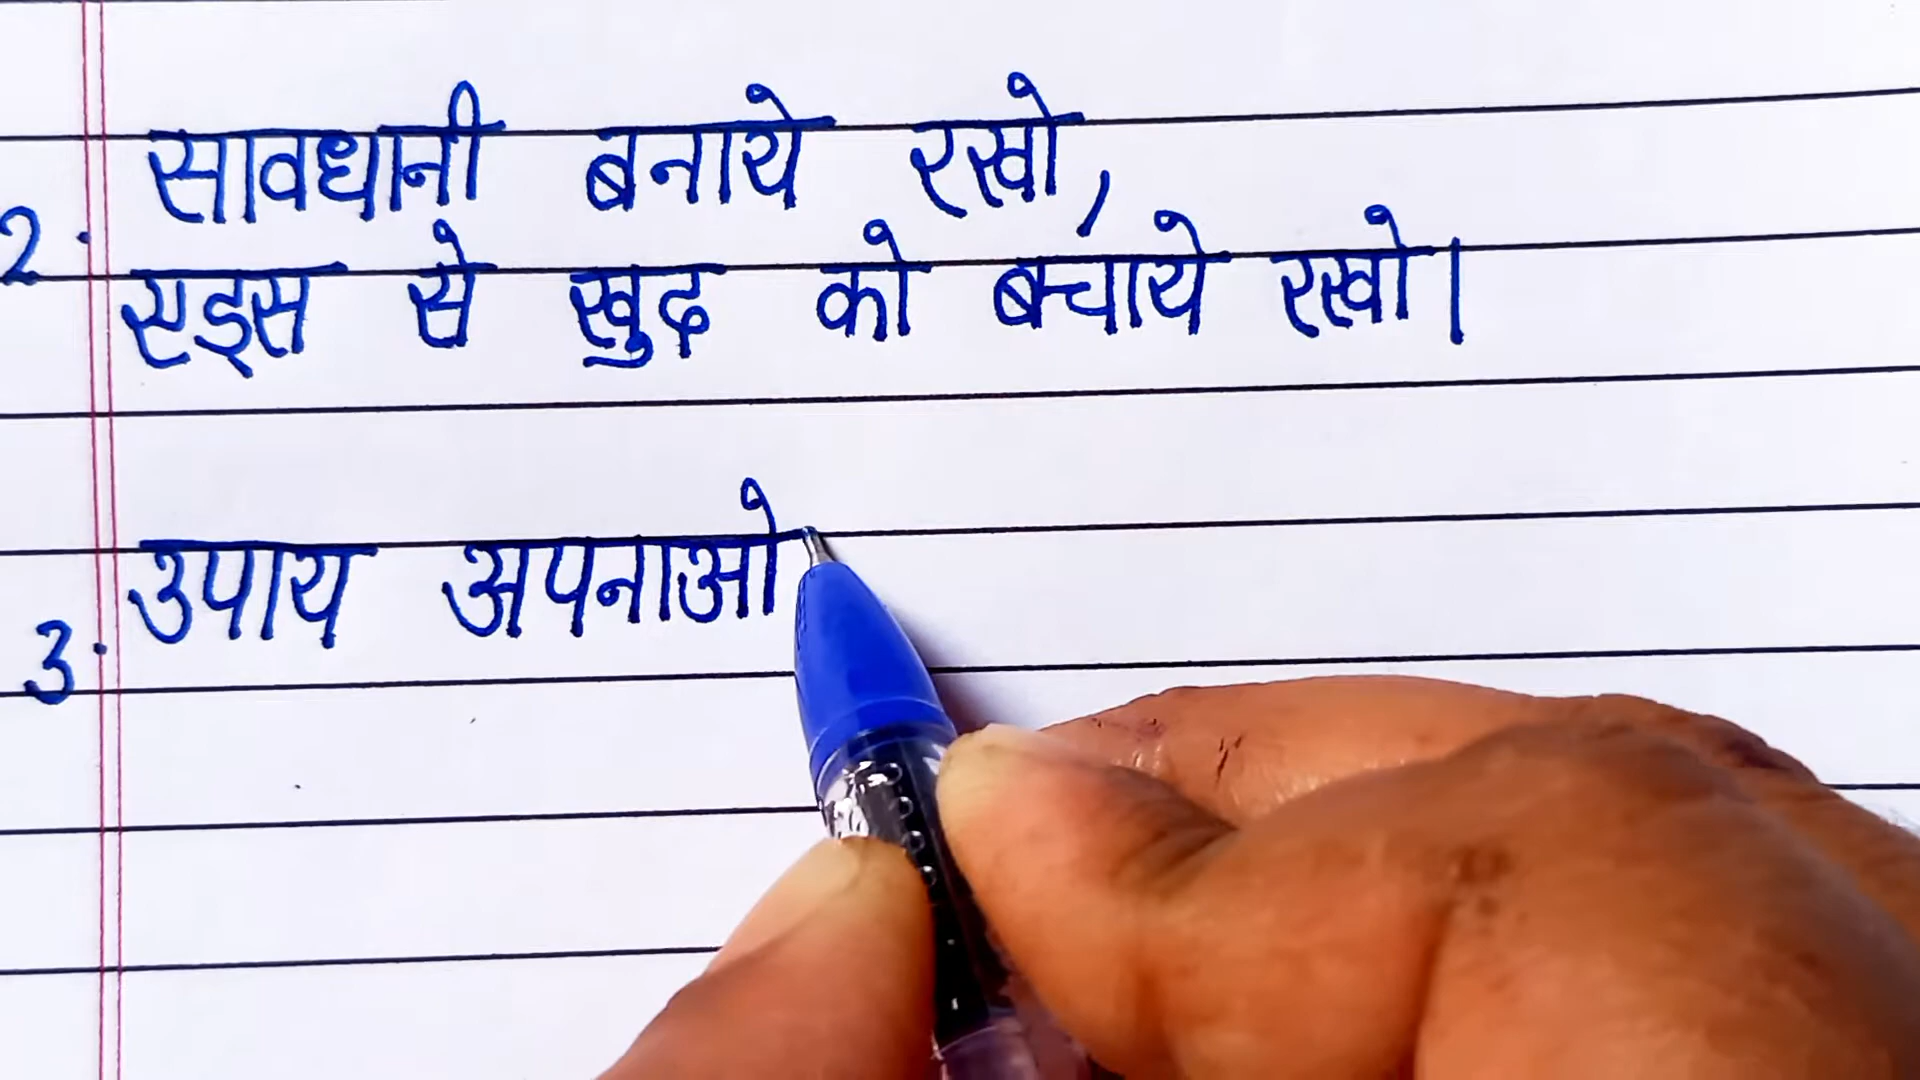 2. सावधानी बनाये रखो,
एड्स से खुद को बचाये रखो।
3. उपाय अपनाओ